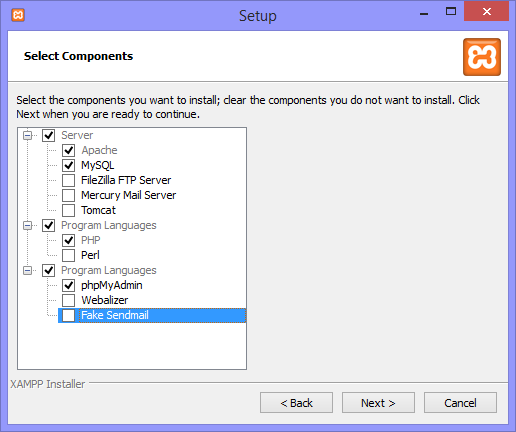 Setup
Select Components
Select the components you want to install; clear the components you do not want to install. Click
Next when you are ready to continue.
Server
Apache
MySQL
FileZilla FTP Server
Mercury Mail Server
Tomcat
Program Languages
PHP
Perl
Program Languages
phpMyAdmin
Webalizer
Fake Sendmail
XAMPP Installer
< Back
Next >
Cancel